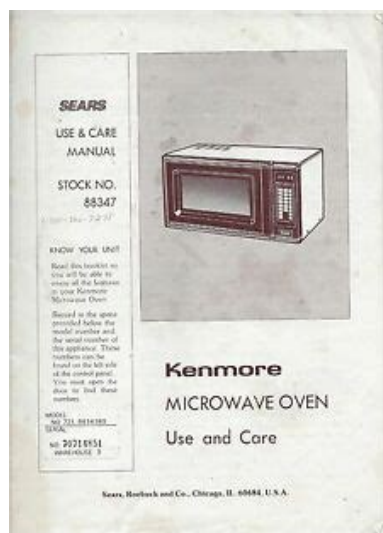 SEARS
USE & CARE
MANUAL
STOCK NO.
88347
KNOW YOUR UNIT
Read this booklet so
you will be able to
enjoy all the features
in your Kenmore
Microwave Oven.
Record in the space
provided below the
model number and
the serial number of
this appliance. These
numbers can be
found on the left side
of the control panel.
You must open the
door to find these
numbers.
MODEL
NO. 721.
SERIAL
NO.
WAREHOUSE
Kenmore
MICROWAVE OVEN
Use and Care
Sears, Roebuck and Co., Chicago, IL 60684, U.S.A.